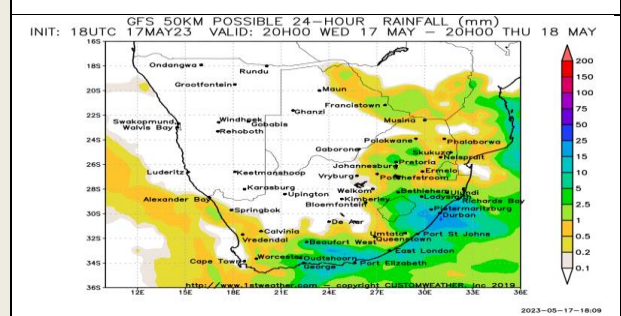 GFS 50KM POSSIBLE 24-HOUR RAINFALL (mm)
INIT: 18UTC 17MAY23 VALID: 20H00 WED 17 MAY - 20H00 THU 18 MAY
16S
Ondangwa
Rundu
18S
Grootfontein
Maun
20S
Francistown
Ghanzi
Musina
22S
Swakopmund
Windhoek
Gobabis
Walvis Bay
Rehoboth
24S
Polokwane
Phalaborwa
Gaborone
Skukuza
Nelspruit
26S
Johannesburg
Pretoria
Luderitz
Keetmanshoop
Vryburg
Potchefstroom
Ermelo
28S
Karasburg
Upington
Welkom
Bethlehem
Ulundi
Alexander Bay
Kimberley
Ladysmith
Richards Bay
Bloemfontein
Springbok
Pietermaritzburg
30S
Durban
De Aar
Calvinia
Umtata
Port St Johns
32S
Vredendal
Beaufort West
Queenstown
East London
Worcester
Oudtshoorn
34S
Cape Town
George
Port Elizabeth
http://www.1stweather.com - copyright CUSTOMWEATHER, Inc 2019
36S
12E 15E 18E 21E 24E 27E 30E 33E 36E
200
150
100
75
50
25
15
10
5
2.5
1
0.5
0.2
0.1
2023-05-17-18:09